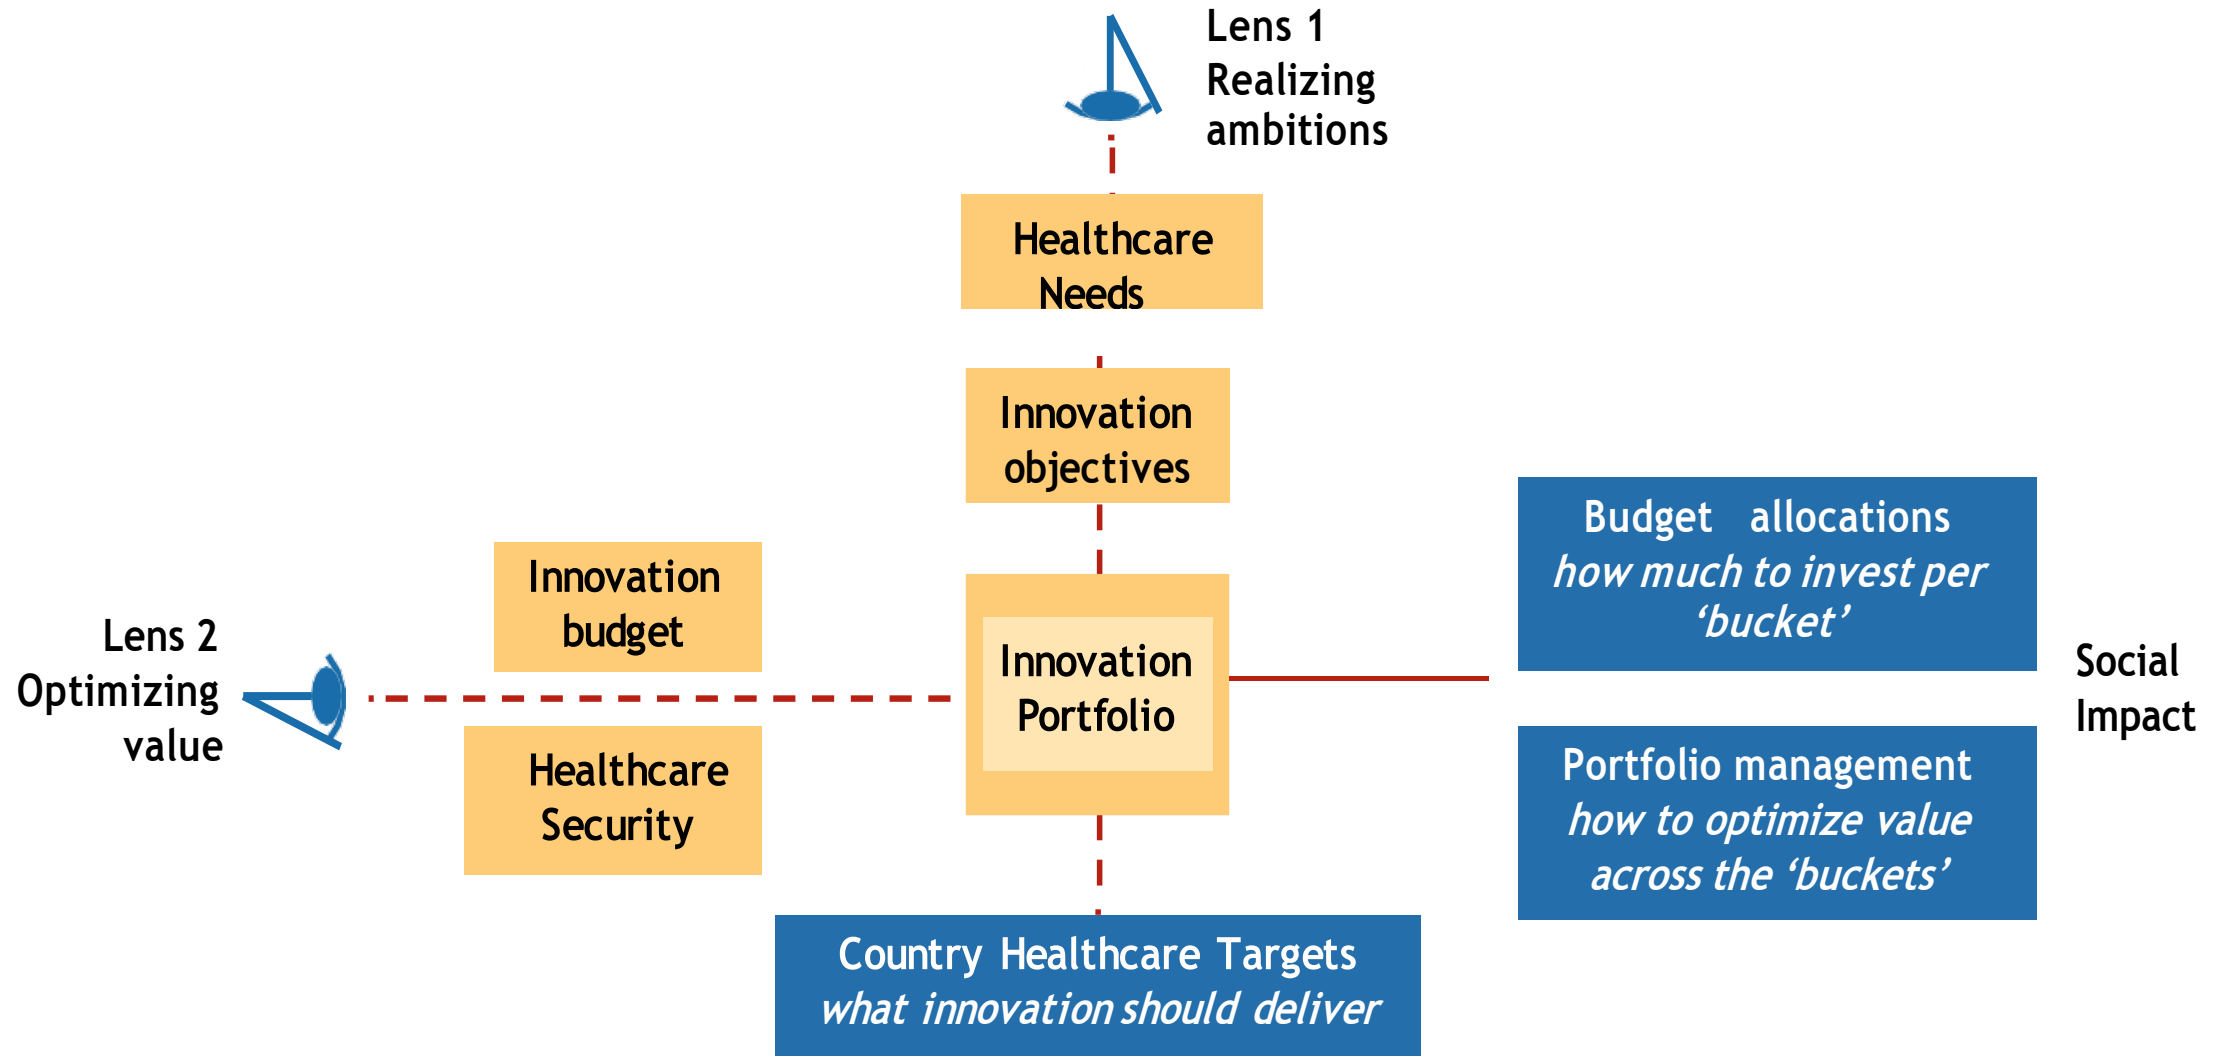 Lens 1
Realizing
ambitions
Healthcare
Needs
Innovation
objectives
Innovation
budget
Lens 2
Optimizing
value
Healthcare
Security
Innovation
Portfolio
Budget allocations
how much to invest per
‘bucket’
Portfolio management
how to optimize value
across the ‘buckets’
Social
Impact
Country Healthcare Targets
what innovation should deliver